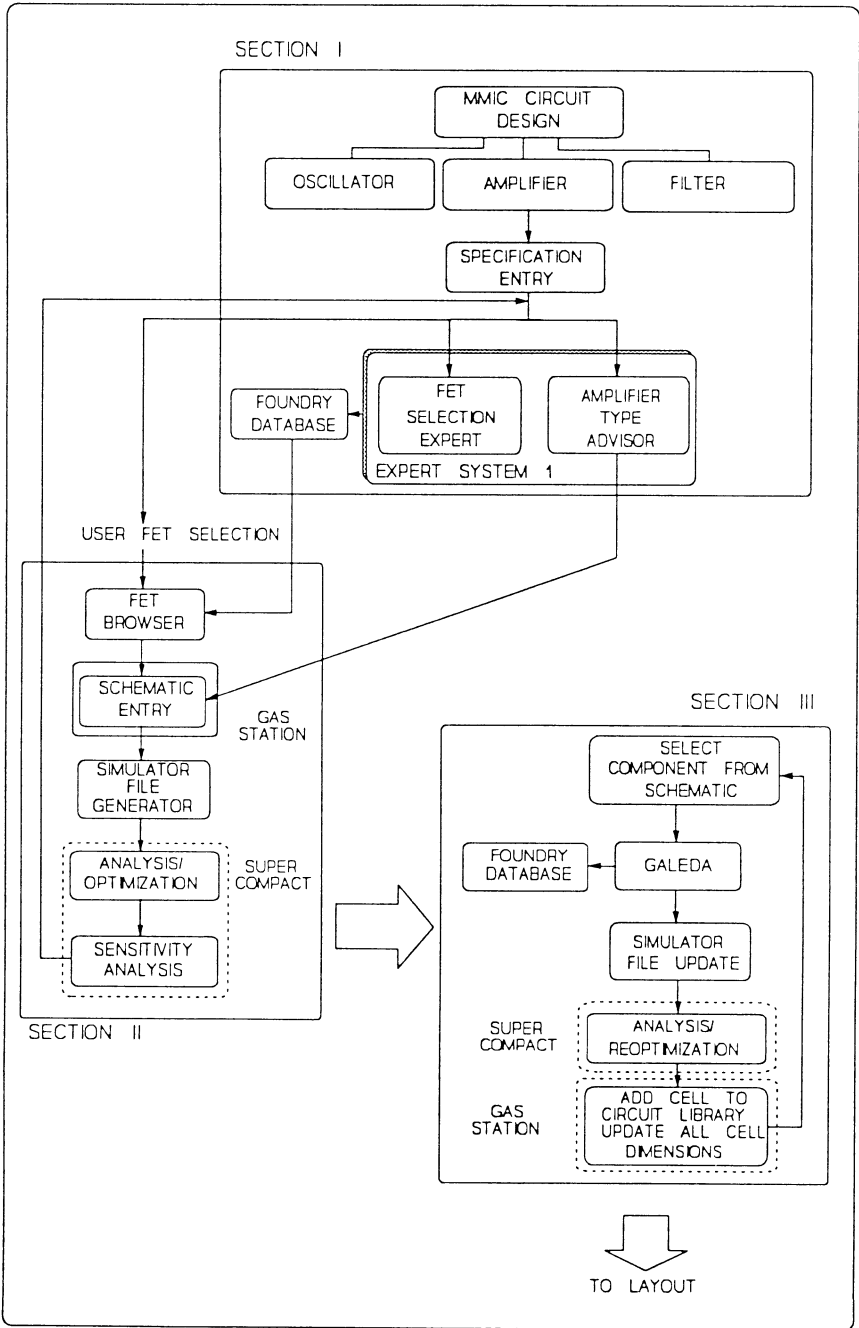 SECTION I
MMIC CIRCUIT
DESIGN
OSCILLATOR
AMPLIFIER
FILTER
SPECIFICATION
ENTRY
FOUNDRY
DATABASE
FET
SELECTION
EXPERT
AMPLIFIER
TYPE
ADVISOR
EXPERT SYSTEM 1
USER FET SELECTION
FET
BROWSER
SCHEMATIC
ENTRY
GAS
STATION
SIMULATOR
FILE
GENERATOR
ANALYSIS/
OPTIMIZATION
SUPER
COMPACT
SENSITIVITY
ANALYSIS
SECTION II
SECTION III
SELECT
COMPONENT FROM
SCHEMATIC
FOUNDRY
DATABASE
GALEDA
SIMULATOR
FILE UPDATE
SUPER
COMPACT
ANALYSIS/
REOPTIMIZATION
GAS
STATION
ADD CELL TO
CIRCUIT LIBRARY
UPDATE ALL CELL
DIMENSIONS
TO LAYOUT